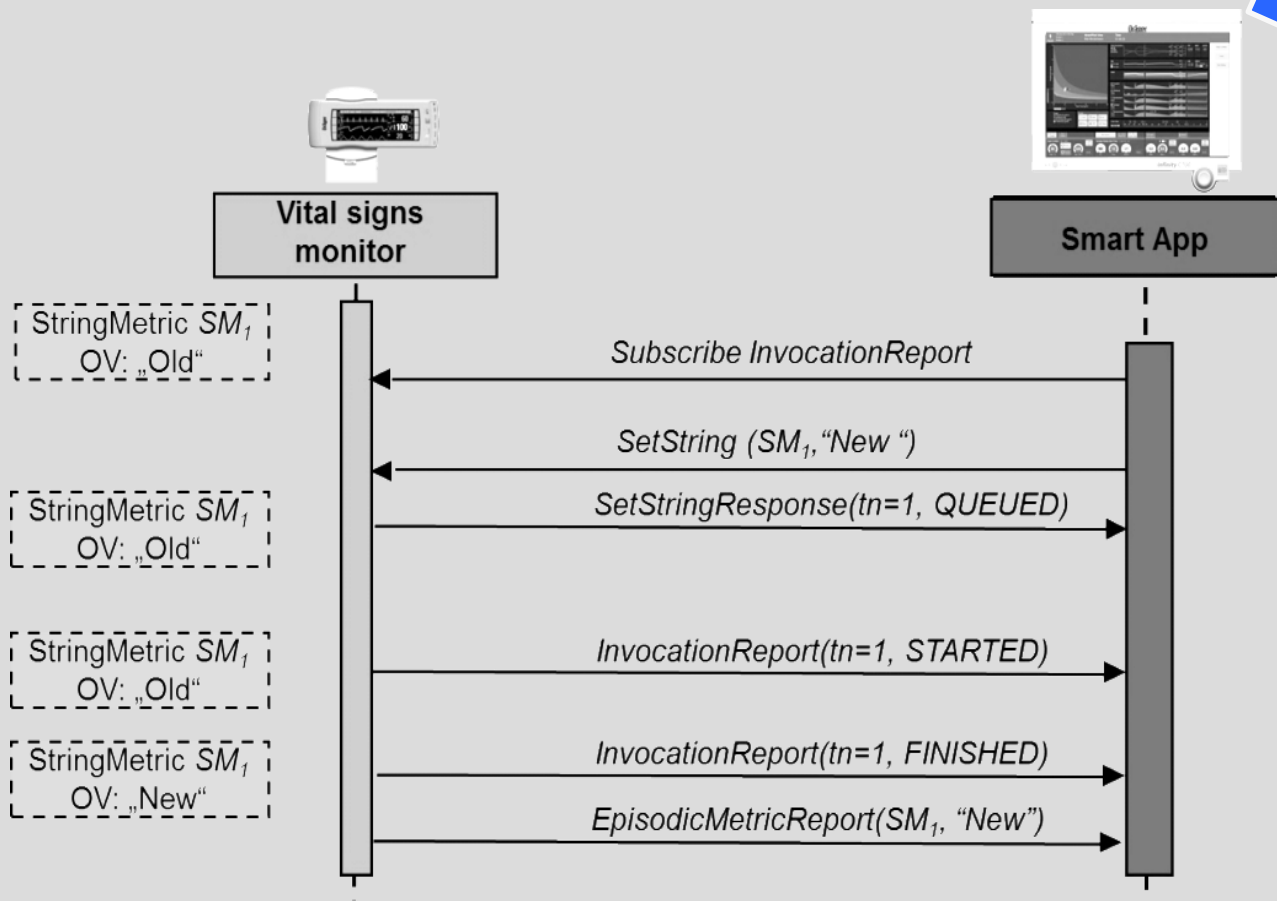 Dräger
Vital signs
monitor
Smart App
StringMetric SM₁
OV: „Old“
Subscribe InvocationReport
SetString (SM₁,“New “)
StringMetric SM₁
OV: „Old“
SetStringResponse(tn=1, QUEUED)
StringMetric SM₁
OV: „Old“
InvocationReport(tn=1, STARTED)
StringMetric SM₁
OV: „New“
InvocationReport(tn=1, FINISHED)
EpisodicMetricReport(SM₁, “New”)